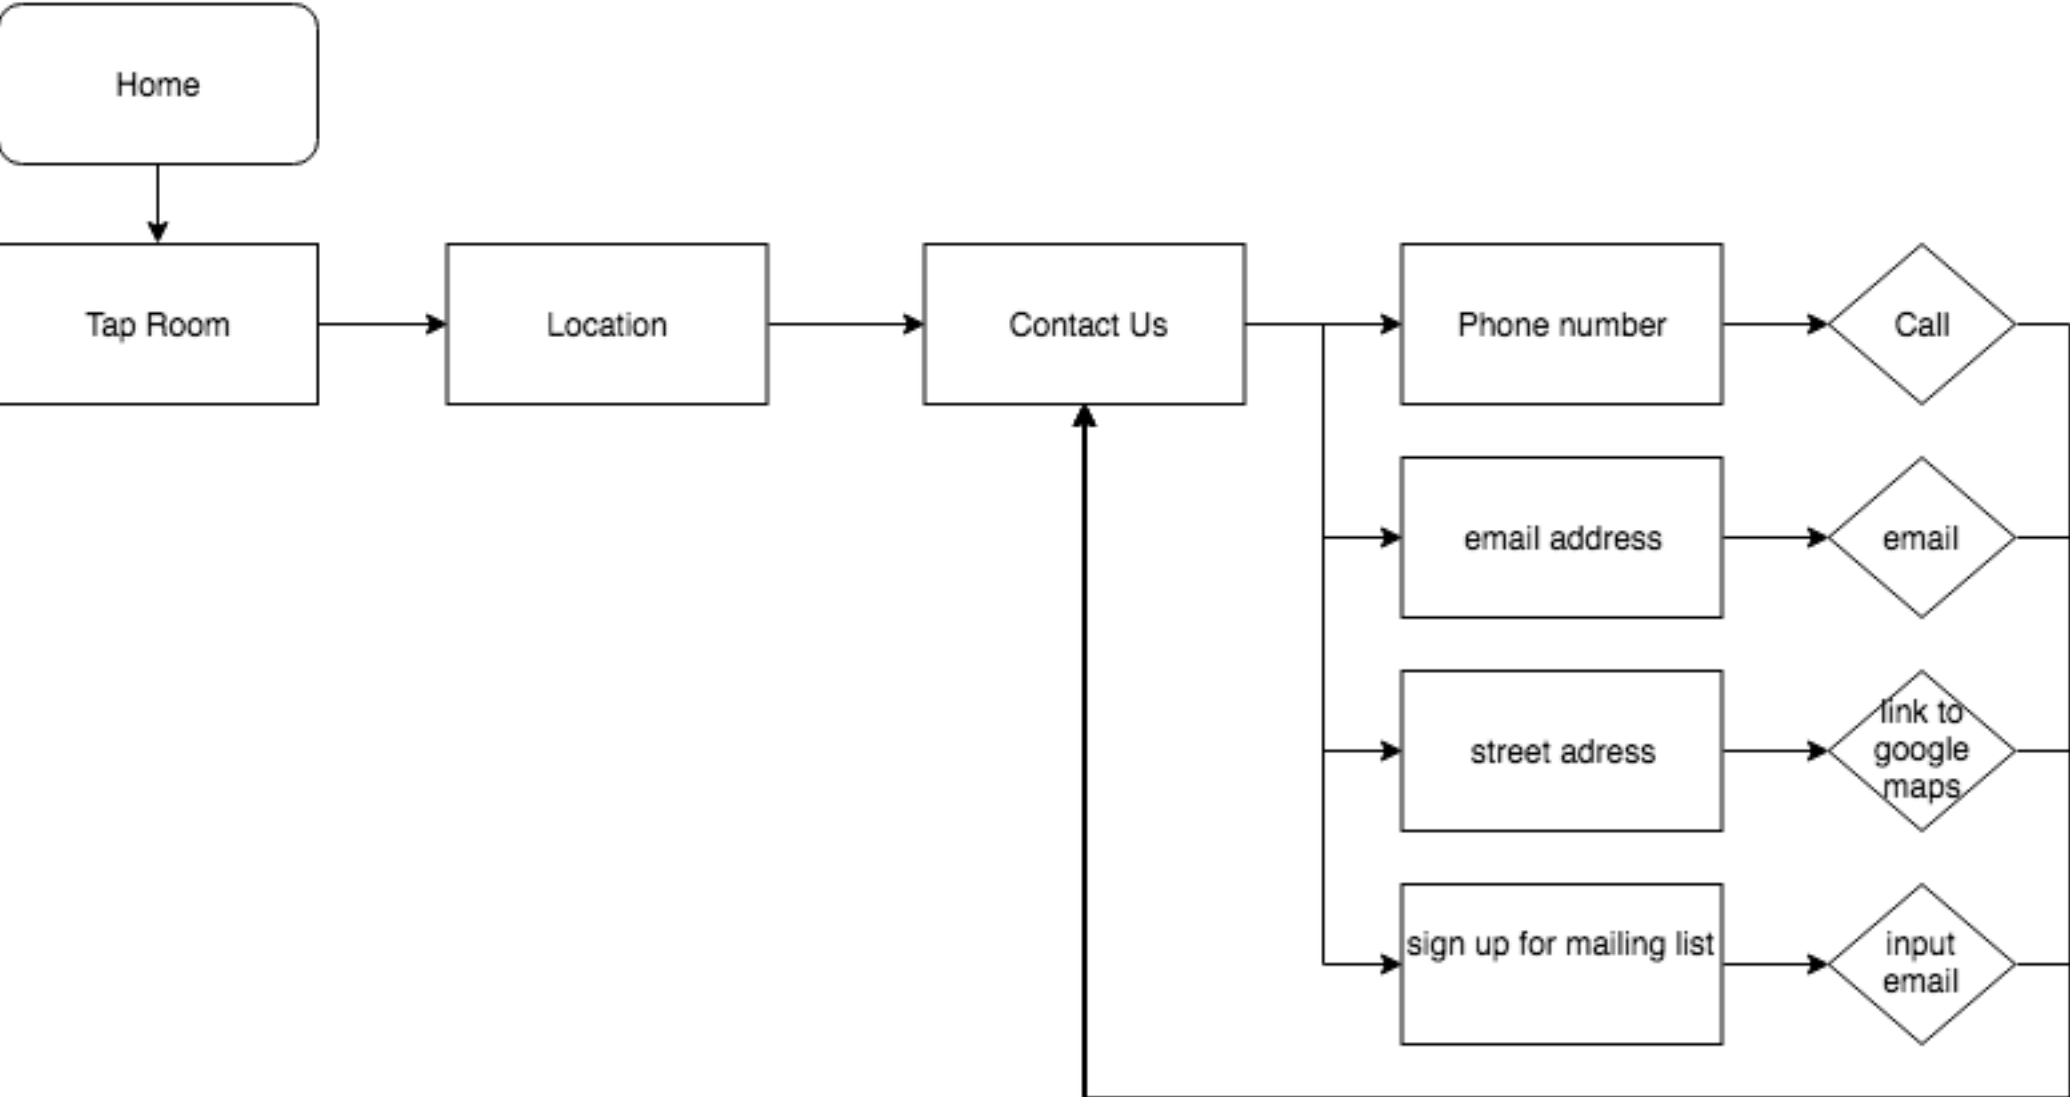 Home
Tap Room
Location
Contact Us
Phone number
Call
email address
email
street adress
link to
google
maps
sign up for mailing list
input
email